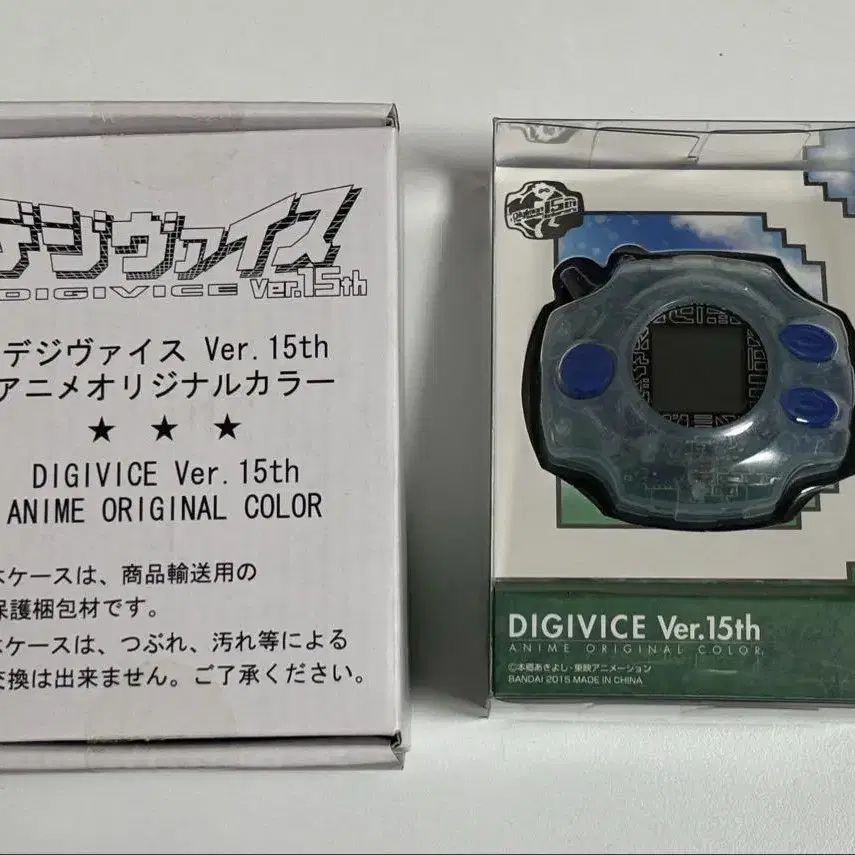 デジヴァイス
DIGIVICE Ver.15th
デジヴァイス Ver.15th
アニメオリジナルカラー
★ ★ ★
DIGIVICE Ver.15th
ANIME ORIGINAL COLOR
本ケースは、商品輸送用の
保護梱包材です。
本ケースは、つぶれ、汚れ等による
交換は出来ません。ご了承ください。
15th
DIGIVICE Ver.15th
ANIME ORIGINAL COLOR
©本郷あきよし・東映アニメーション
BANDAI 2015 MADE IN CHINA